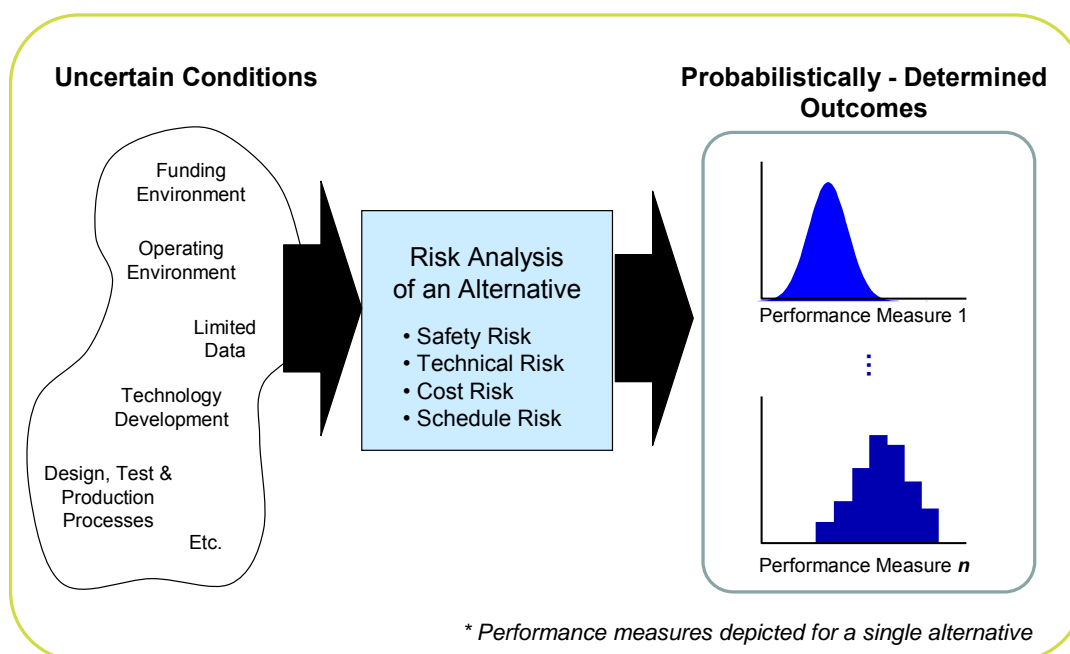 Uncertain Conditions
Funding
Environment
Operating
Environment
Limited
Data
Technology
Development
Design, Test &
Production
Processes
Etc.
Risk Analysis
of an Alternative
• Safety Risk
• Technical Risk
• Cost Risk
• Schedule Risk
Probabilistically - Determined
Outcomes
Performance Measure 1
...
Performance Measure n
* Performance measures depicted for a single alternative